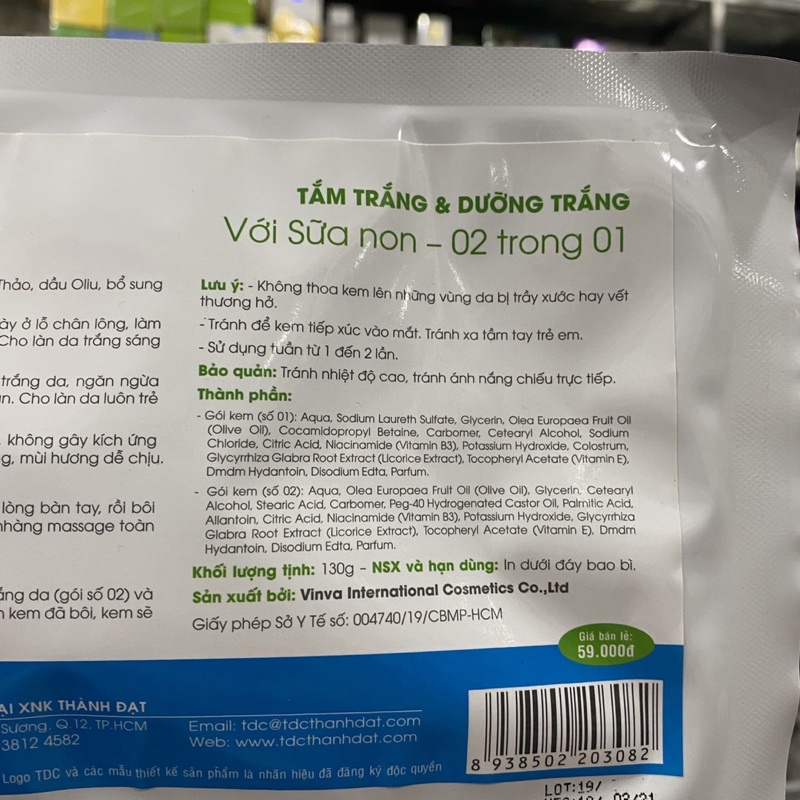 TẮM TRẮNG & DƯỠNG TRẮNG
Với Sữa non – 02 trong 01
Thảo, dầu Oliu, bổ sung
ày ở lỗ chân lông, làm
Cho làn da trắng sáng
trắng da, ngăn ngừa
n. Cho làn da luôn trẻ
, không gây kích ứng
g, mùi hương dễ chịu.
lòng bàn tay, rồi bôi
nhàng massage toàn
ắng da (gói số 02) và
n kem đã bôi, kem sẽ
Lưu ý: - Không thoa kem lên những vùng da bị trầy xước hay vết
thương hở.
- Tránh để kem tiếp xúc vào mắt. Tránh xa tầm tay trẻ em.
- Sử dụng tuần từ 1 đến 2 lần.
Bảo quản: Tránh nhiệt độ cao, tránh ánh nắng chiếu trực tiếp.
Thành phần:
- Gói kem (số 01): Aqua, Sodium Laureth Sulfate, Glycerin, Olea Europaea Fruit Oil
(Olive Oil), Cocamidopropyl Betaine, Carbomer, Cetearyl Alcohol, Sodium
Chloride, Citric Acid, Niacinamide (Vitamin B3), Potassium Hydroxide, Colostrum,
Glycyrrhiza Glabra Root Extract (Licorice Extract), Tocopheryl Acetate (Vitamin E),
Dmdm Hydantoin, Disodium Edta, Parfum.
- Gói kem (số 02): Aqua, Olea Europaea Fruit Oil (Olive Oil), Glycerin, Cetearyl
Alcohol, Stearic Acid, Carbomer, Peg-40 Hydrogenated Castor Oil, Palmitic Acid,
Allantoin, Citric Acid, Niacinamide (Vitamin B3), Potassium Hydroxide, Glycyrrhiza
Glabra Root Extract (Licorice Extract), Tocopheryl Acetate (Vitamin E), Dmdm
Hydantoin, Disodium Edta, Parfum.
Khối lượng tịnh: 130g - NSX và hạn dùng: In dưới đáy bao bì.
Sản xuất bởi: Vinva International Cosmetics Co.,Ltd
Giấy phép Sở Y Tế số: 004740/19/CBMP-HCM
Giá bán lẻ:
59.000đ
ẠI XNK THÀNH ĐẠT
Sương, Q.12, TP.HCM
3812 4582
Email: tdc@tdcthanhdat.com
Web: www.tdcthanhdat.com
Logo TDC và các mẫu thiết kế sản phẩm là nhãn hiệu đã đăng ký độc quyền
8 938502 203082
LOT:19/